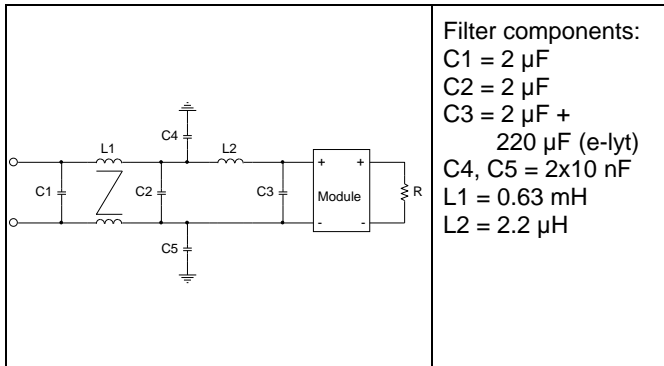 C4
L1
L2
+
+
C1
C2
C3
Module
R
-
-
C5
Filter components:
C1 = 2 µF
C2 = 2 µF
C3 = 2 µF +
220 µF (e-lyt)
C4, C5 = 2x10 nF
L1 = 0.63 mH
L2 = 2.2 µH